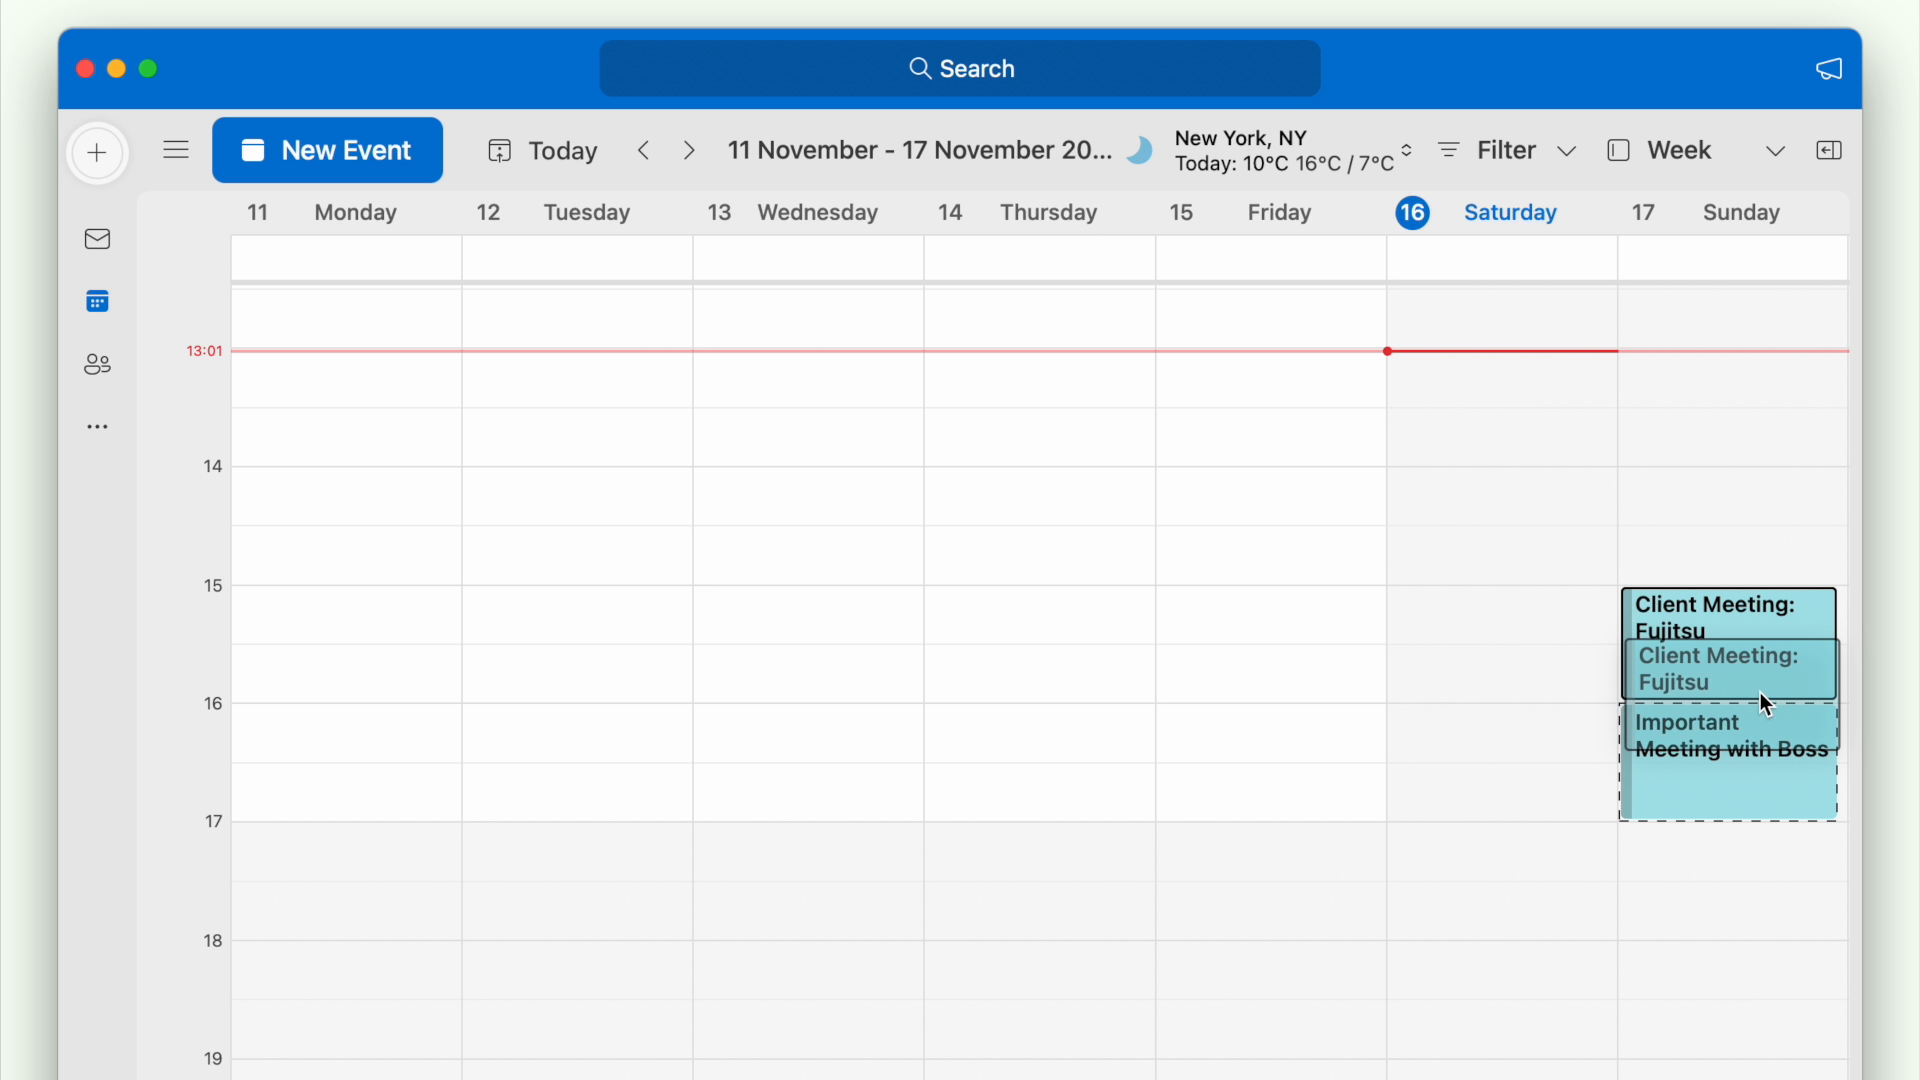 Search
New Event
Today
11 November - 17 November 20...
New York, NY
Today: 10°C 16°C / 7°C
Filter
Week
11 Monday
12 Tuesday
13 Wednesday
14 Thursday
15 Friday
16 Saturday
17 Sunday
13:01
14
15
Client Meeting:
Fujitsu
Client Meeting:
Fujitsu
16
Important
Meeting with Boss
17
18
19